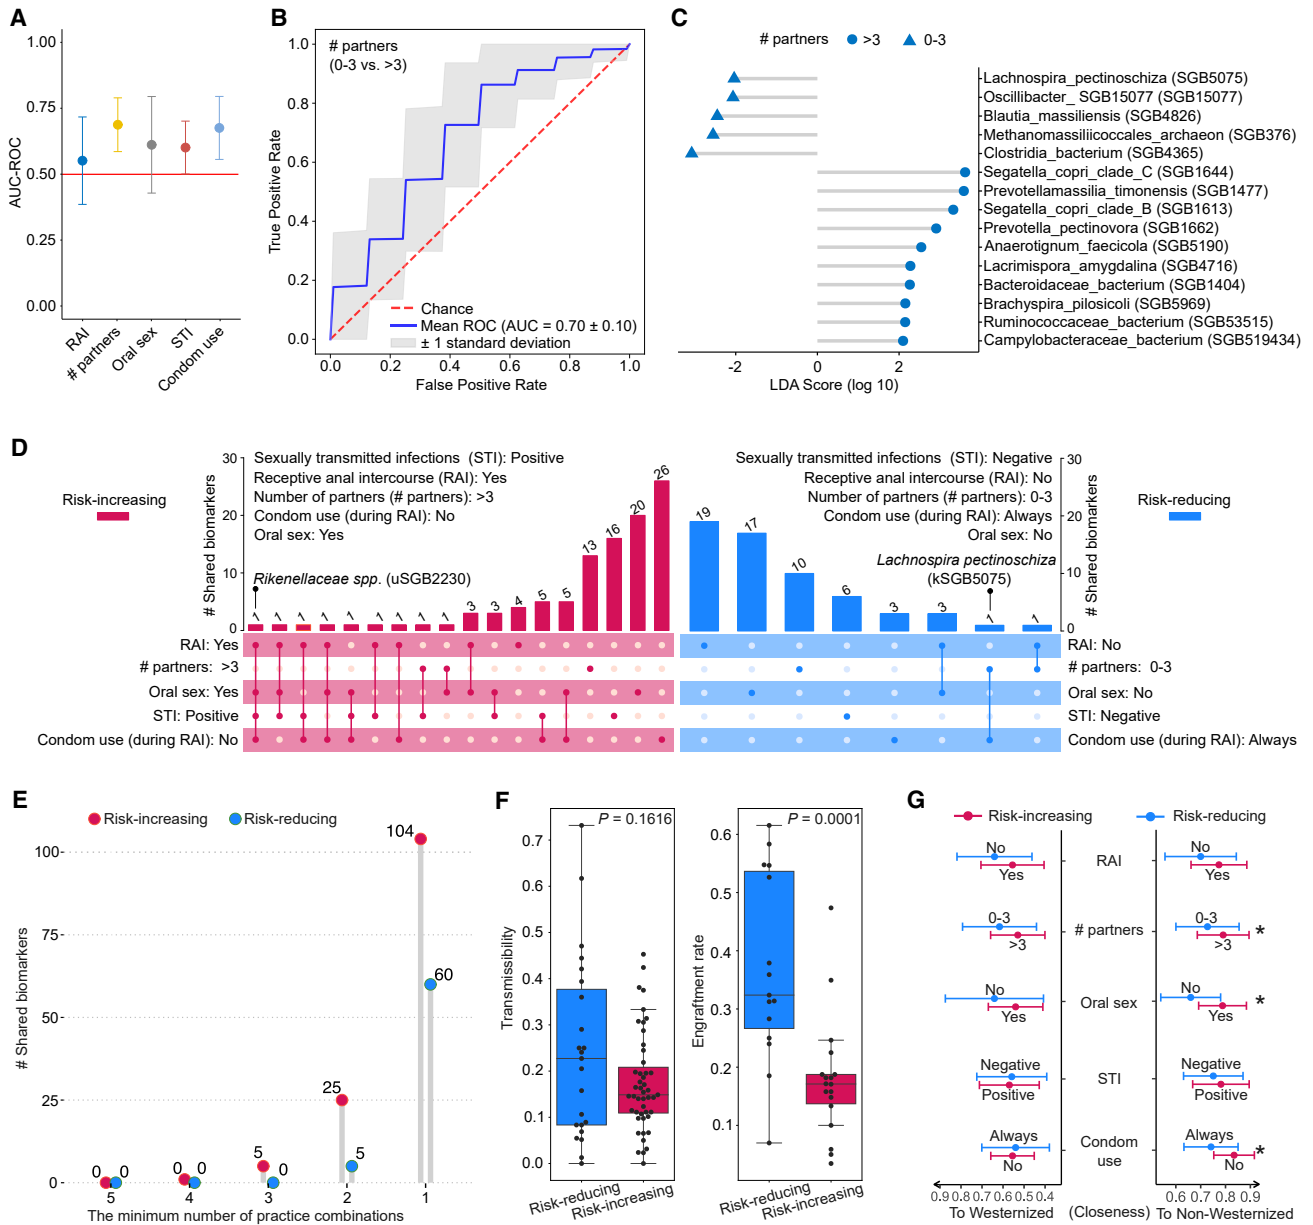 A
1.00
0.75
0.50
0.25
0.00
AUC-ROC
RAI
# partners
Oral sex
STI
Condom use
B
# partners
(0-3 vs. >3)
1.0
0.8
0.6
0.4
0.2
0.0
True Positive Rate
Chance
Mean ROC (AUC = 0.70 ± 0.10)
± 1 standard deviation
0.0 0.2 0.4 0.6 0.8 1.0
False Positive Rate
C
# partners >3 0-3
Lachnospira_pectinoschiza (SGB5075)
Oscillibacter_ SGB15077 (SGB15077)
Blautia_massiliensis (SGB4826)
Methanomassiliicoccales_archaeon (SGB376)
Clostridia_bacterium (SGB4365)
Segatella_copri_clade_C (SGB1644)
Prevotellamassilia_timonensis (SGB1477)
Segatella_copri_clade_B (SGB1613)
Prevotella_pectinovora (SGB1662)
Anaerotignum_faecicola (SGB5190)
Lacrimispora_amygdalina (SGB4716)
Bacteroidaceae_bacterium (SGB1404)
Brachyspira_pilosicoli (SGB5969)
Ruminococcaceae_bacterium (SGB53515)
Campylobacteraceae_bacterium (SGB519434)
-2 0 2
LDA Score (log 10)
D
Risk-increasing
# Shared biomarkers
30
20
10
0
Sexually transmitted infections (STI): Positive
Receptive anal intercourse (RAI): Yes
Number of partners (# partners): >3
Condom use (during RAI): No
Oral sex: Yes
Rikenellaceae spp. (uSGB2230)
1 1 1 1 1 1 1 1 1 3 3 4 5 5 13 16 20 26
RAI: Yes
# partners: >3
Oral sex: Yes
STI: Positive
Condom use (during RAI): No
Sexually transmitted infections (STI): Negative
Receptive anal intercourse (RAI): No
Number of partners (# partners): 0-3
Condom use (during RAI): Always
Oral sex: No
Lachnospira pectinoschiza
(kSGB5075)
19 17 10 6 3 3 1 1
30
20
10
0
# Shared biomarkers
Risk-reducing
RAI: No
# partners: 0-3
Oral sex: No
STI: Negative
Condom use (during RAI): Always
E
Risk-increasing Risk-reducing
# Shared biomarkers
100
75
50
25
0
0 0
0 0
5 0
25 5
104 60
5 4 3 2 1
The minimum number of practice combinations
F
P = 0.1616
Transmissibility
0.7
0.6
0.5
0.4
0.3
0.2
0.1
0.0
Risk-reducing
Risk-increasing
P = 0.0001
Engraftment rate
0.6
0.5
0.4
0.3
0.2
0.1
Risk-reducing
Risk-increasing
G
Risk-increasing Risk-reducing
No
Yes
RAI
No
Yes
0-3
>3
# partners
0-3
>3
*
No
Yes
Oral sex
No
Yes
*
Negative
Positive
STI
Negative
Positive
Always
No
Condom
use
Always
No
*
0.9 0.8 0.7 0.6 0.5 0.4
To Westernized
(Closeness)
0.6 0.7 0.8 0.9
To Non-Westernized